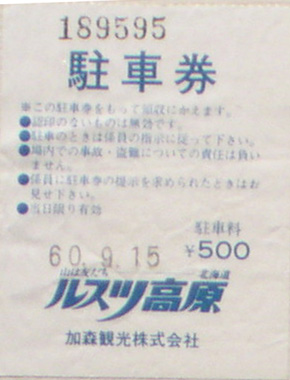 189595
駐車券
※この駐車券をもって領収にかえます。
●認印のないものは無効です。
●駐車のときは係員の指示に従って下さい。
●場内での事故・盗難についての責任は負い
ません。
●係員に駐車券の提示を求められたときはお
見せ下さい。
●当日限り有効
駐車料
¥500
60.9.15
山は友だち 北海道
ルスツ高原
加森観光株式会社